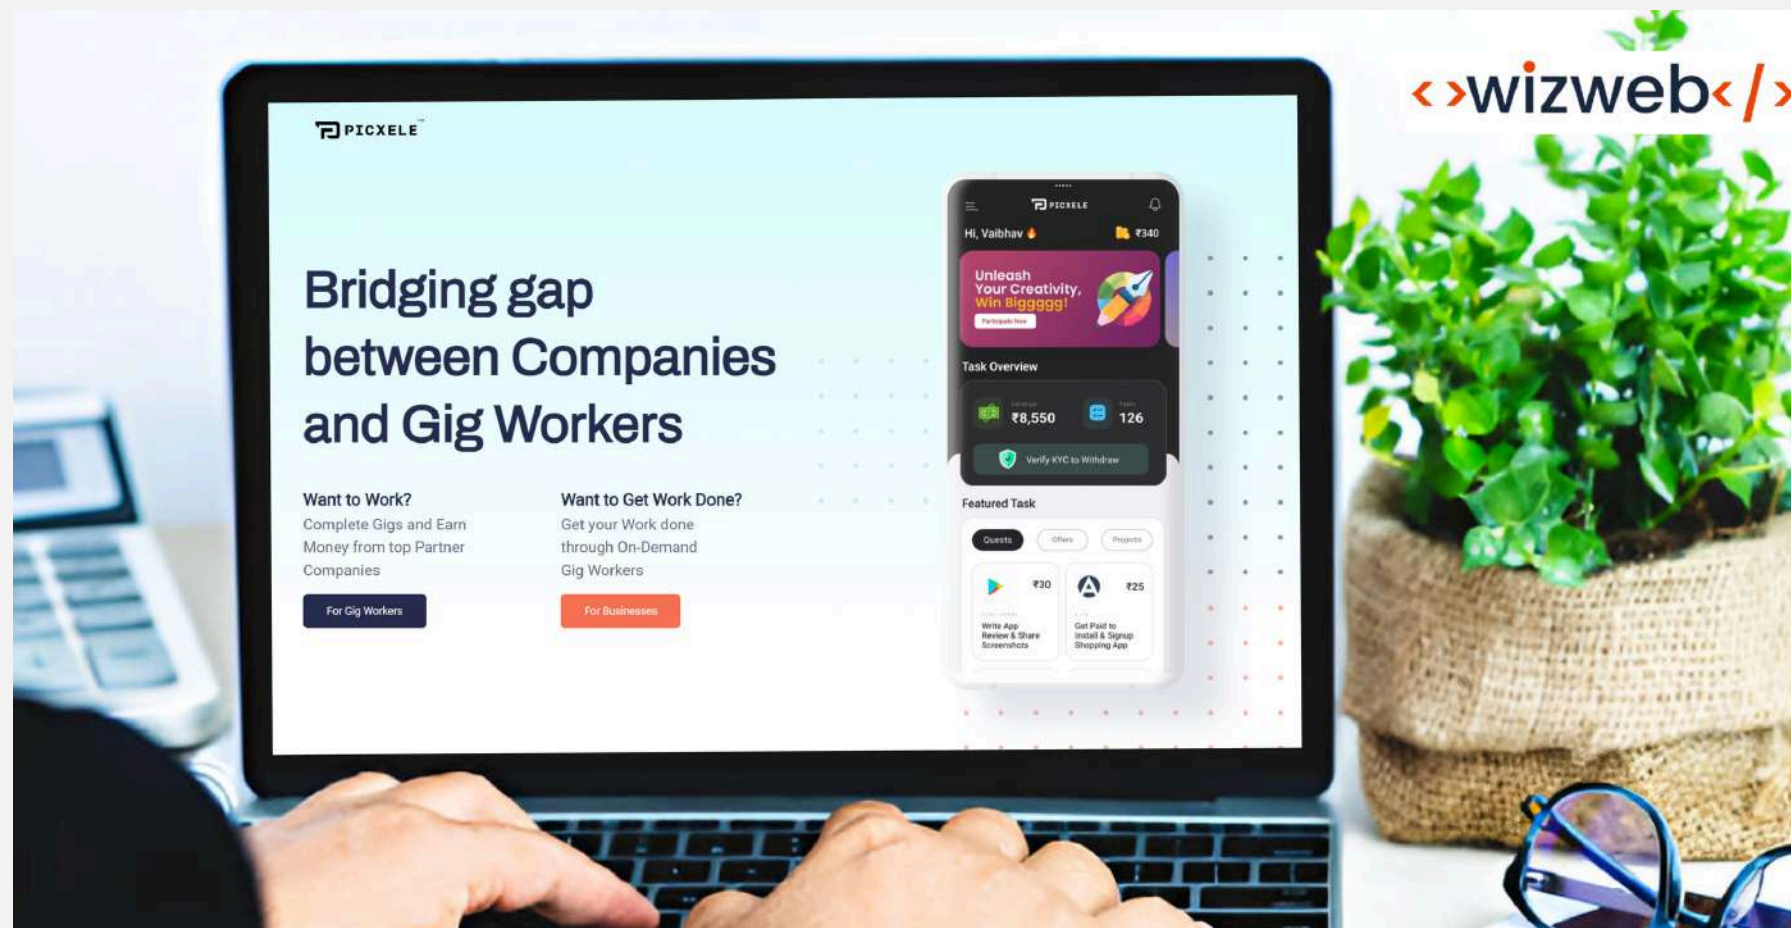 <>wizweb</>
PICXELE
Bridging gap
between Companies
and Gig Workers
Want to Work?
Complete Gigs and Earn
Money from top Partner
Companies
For Gig Workers
Want to Get Work Done?
Get your Work done
through On-Demand
Gig Workers
For Businesses
PICXELE
Hi, Vaibhav
₹340
Unleash
Your Creativity,
Win Biggggg!
Participate Now
Task Overview
₹8,550
126
Verify KYC to Withdraw
Featured Task
Quests
Offers
Projects
₹30
Write App
Review & Share
Screenshots
₹25
Get Paid to
Install & Signup
Shopping App